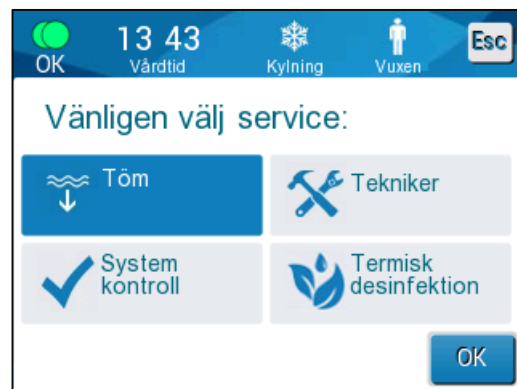 OK
13 43
Vårdtid
Kylning
Vuxen
Esc
Vänligen välj service:
Töm
Tekniker
System
kontroll
Termisk
desinfektion
OK